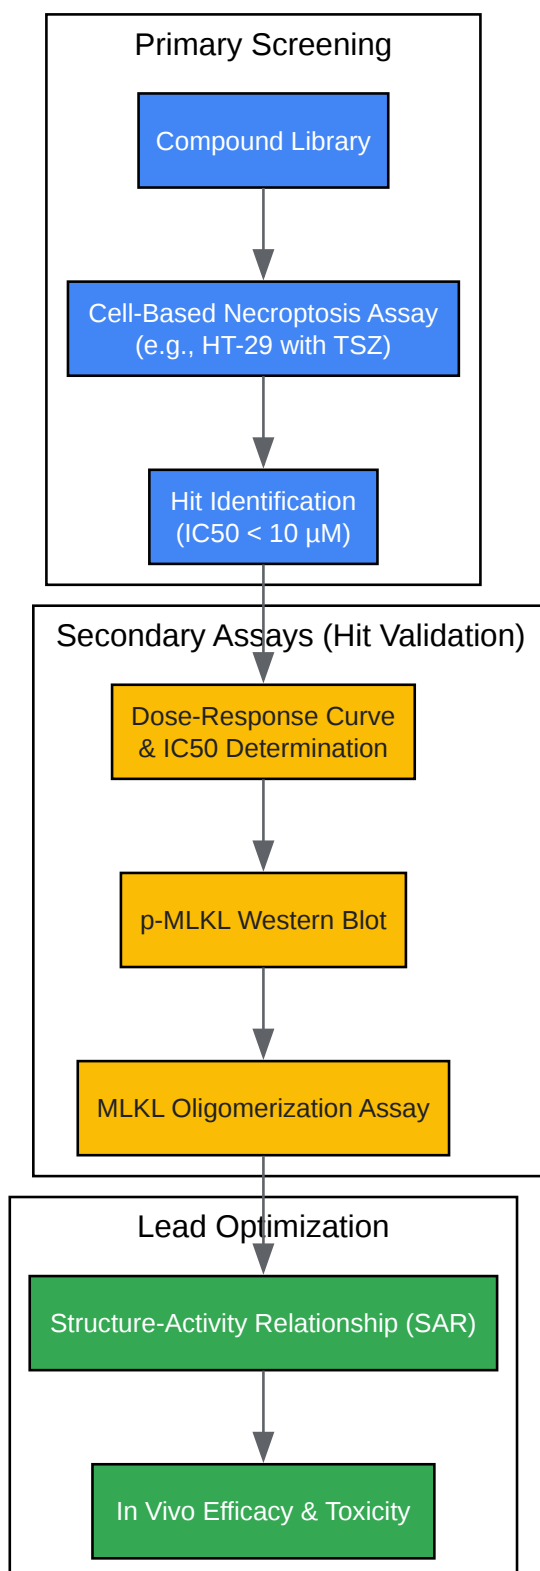 Primary Screening
Compound Library
Cell-Based Necroptosis Assay
(e.g., HT-29 with TSZ)
Hit Identification
(IC50 < 10 µM)
Secondary Assays (Hit Validation)
Dose-Response Curve
& IC50 Determination
p-MLKL Western Blot
MLKL Oligomerization Assay
Lead Optimization
Structure-Activity Relationship (SAR)
In Vivo Efficacy & Toxicity